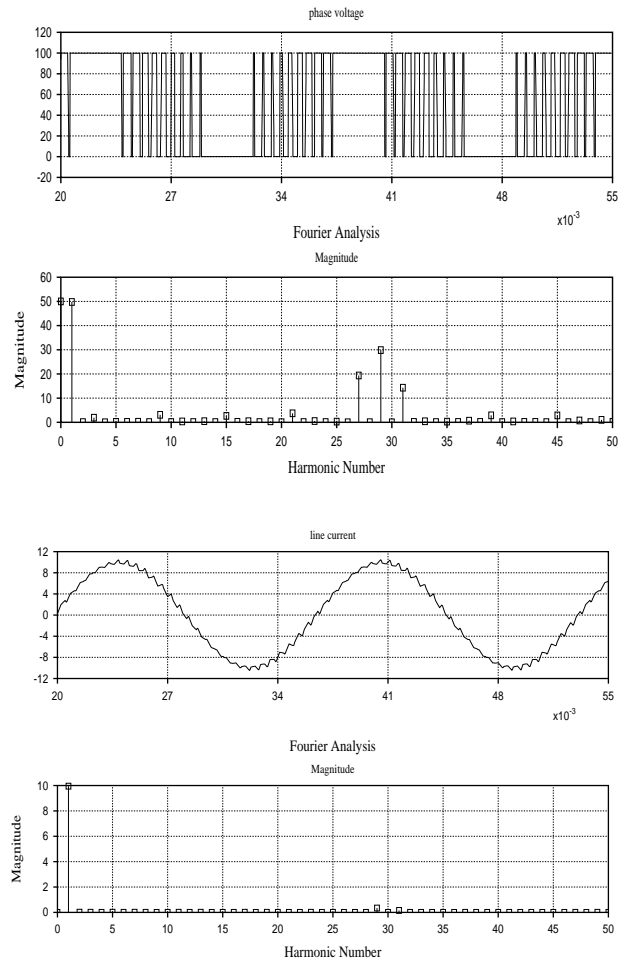 phase voltage
120
100
80
60
40
20
0
-20
20 27 34 41 48 55
x10-3
Fourier Analysis
Magnitude
Magnitude
60
50
40
30
20
10
0
0 5 10 15 20 25 30 35 40 45 50
Harmonic Number
line current
12
8
4
0
-4
-8
-12
20 27 34 41 48 55
x10-3
Fourier Analysis
Magnitude
Magnitude
10
8
6
4
2
0
0 5 10 15 20 25 30 35 40 45 50
Harmonic Number